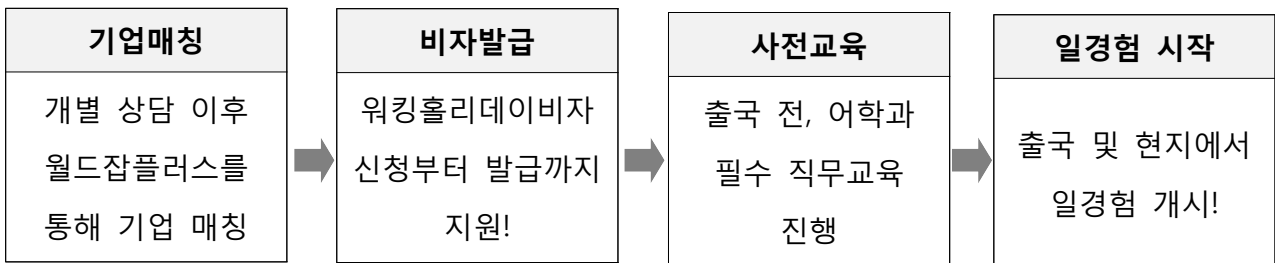 기업매칭
개별 상담 이후
월드잡플러스를
통해 기업 매칭
비자발급
워킹홀리데이비자
신청부터 발급까지
지원!
사전교육
출국 전, 어학과
필수 직무교육
진행
일경험 시작
출국 및 현지에서
일경험 개시!